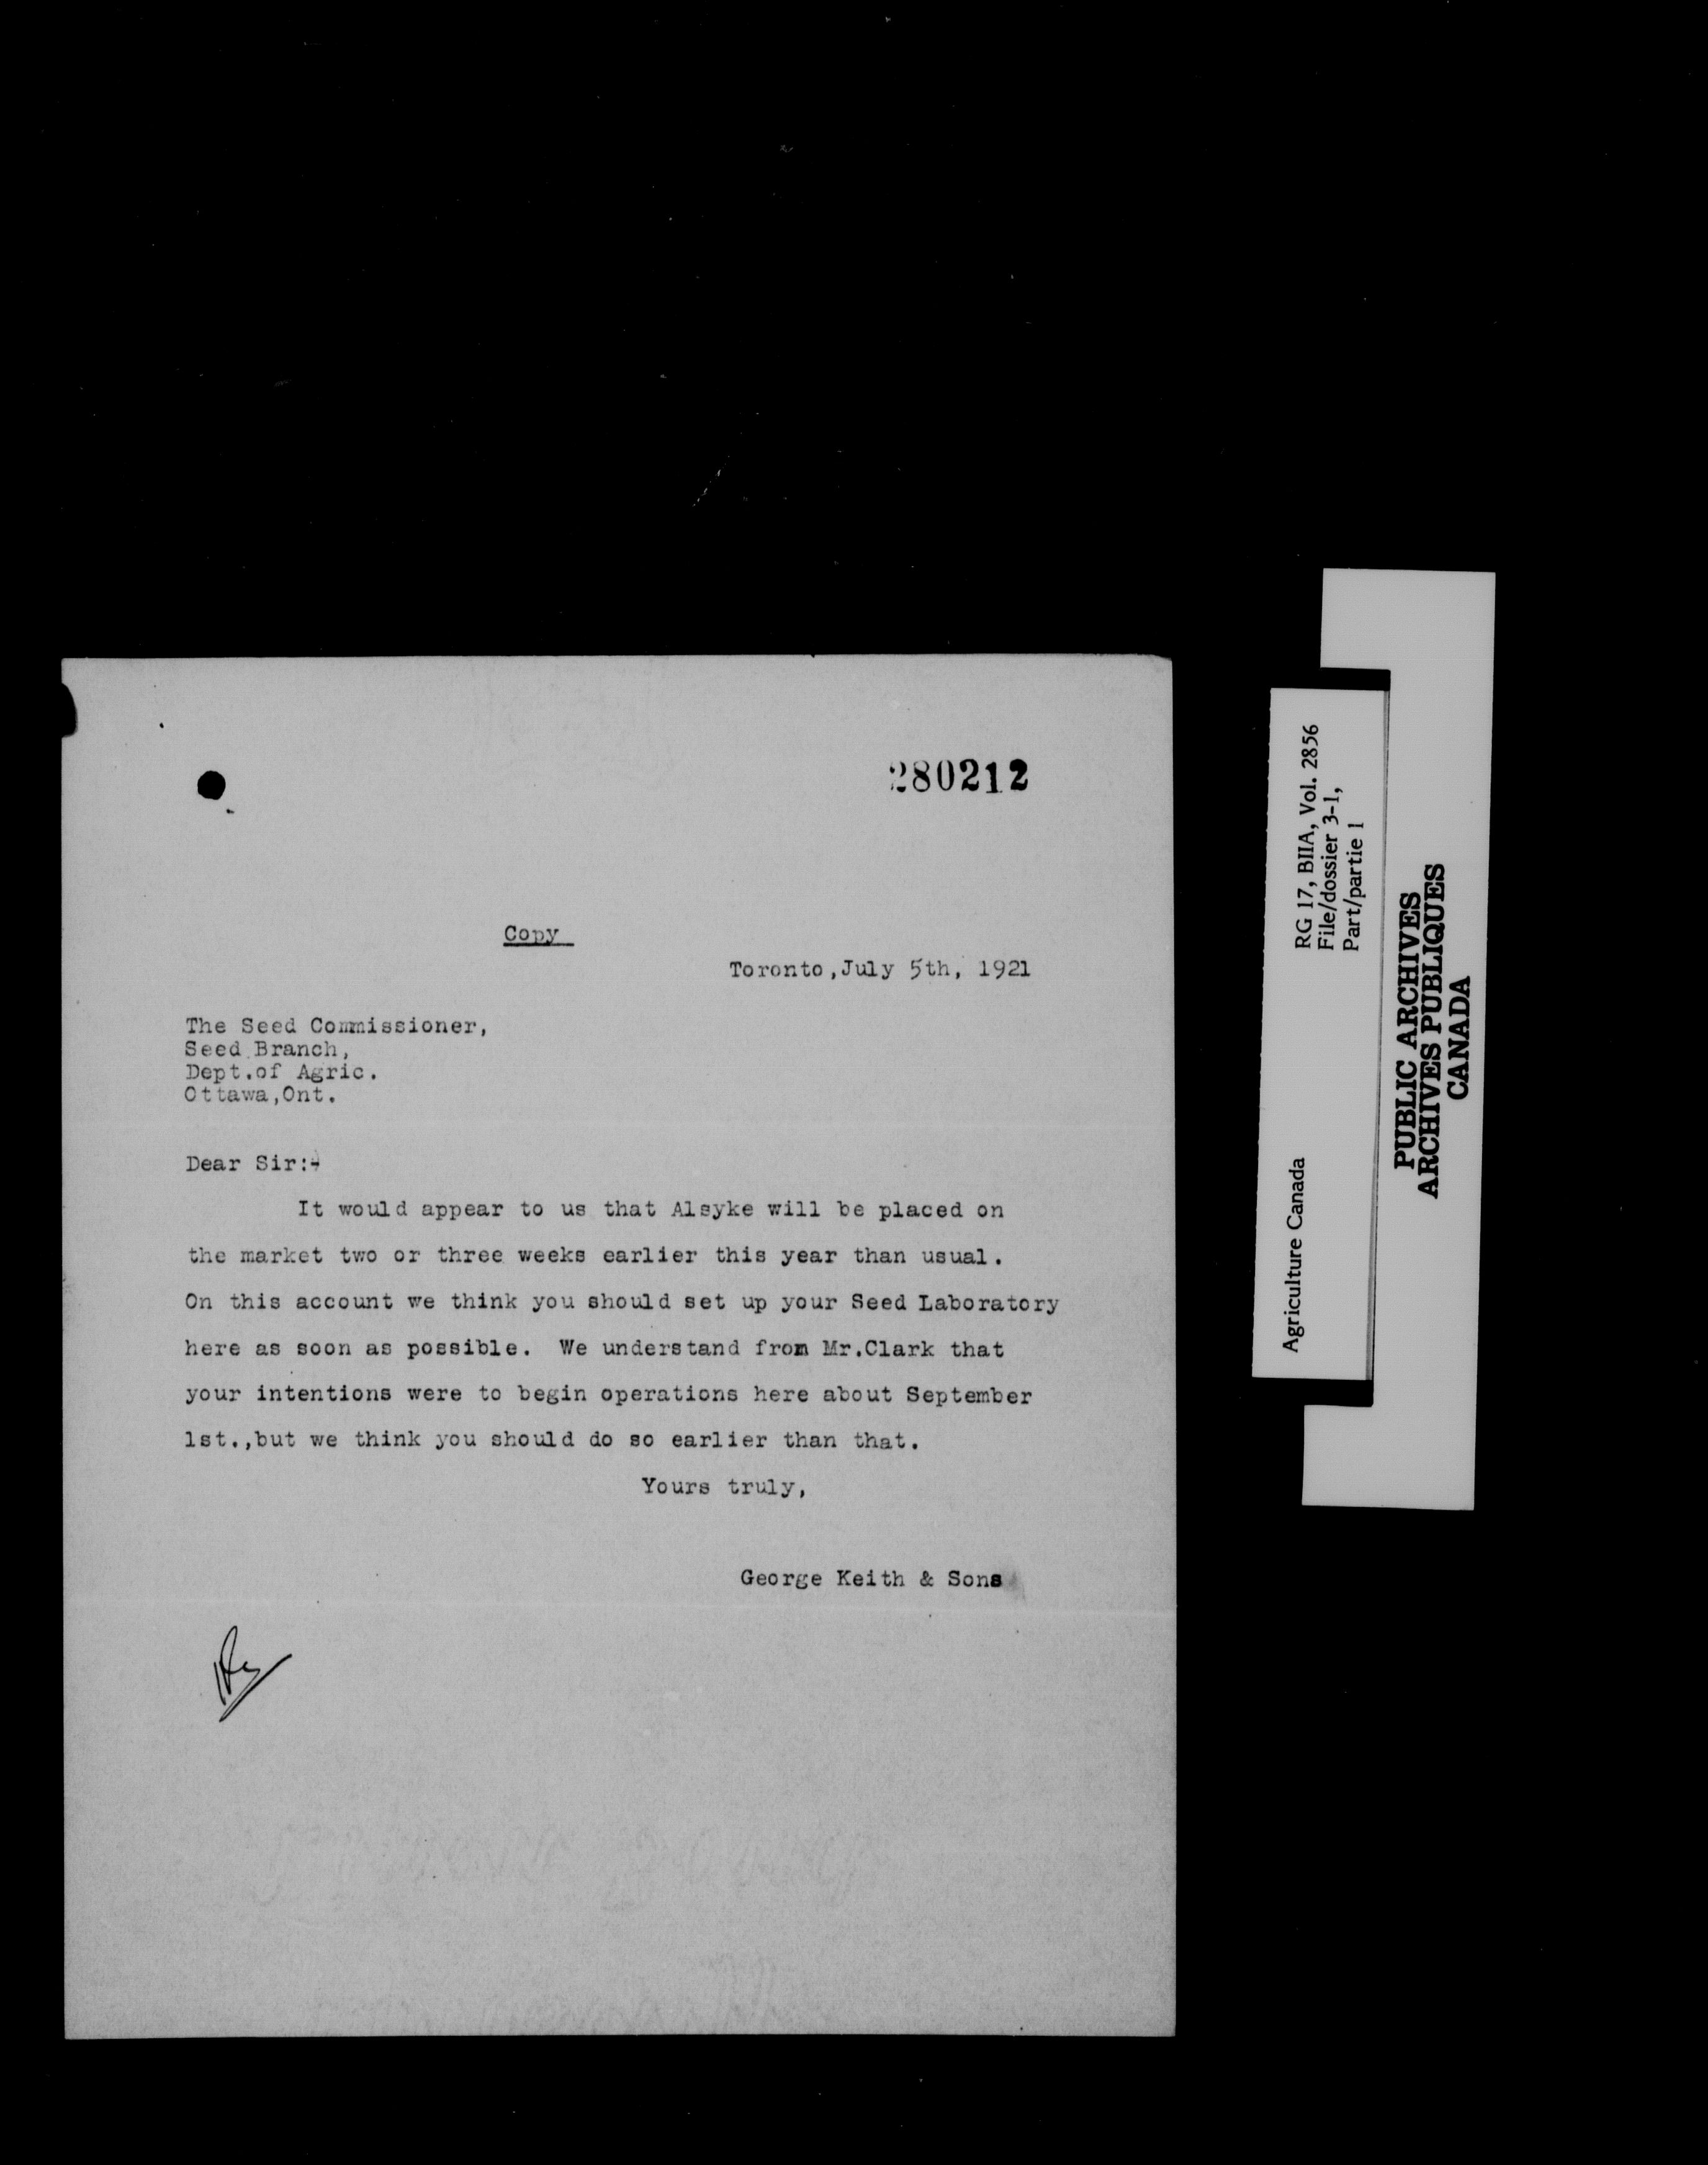 280212
Copy
Toronto,July 5th, 1921
The Seed Commissioner,
Seed Branch,
Dept.of Agric.
Ottawa,Ont.
Dear Sir:-
It would appear to us that Alsyke will be placed on
the market two or three weeks earlier this year than usual.
On this account we think you should set up your Seed Laboratory
here as soon as possible. We understand from Mr.Clark that
your intentions were to begin operations here about September
1st.,but we think you should do so earlier than that.
Yours truly,
George Keith & Sons
Agriculture Canada
RG 17, BIIA, Vol. 2856
File/dossier 3-1,
Part/partie 1
PUBLIC ARCHIVES
ARCHIVES PUBLIQUES
CANADA